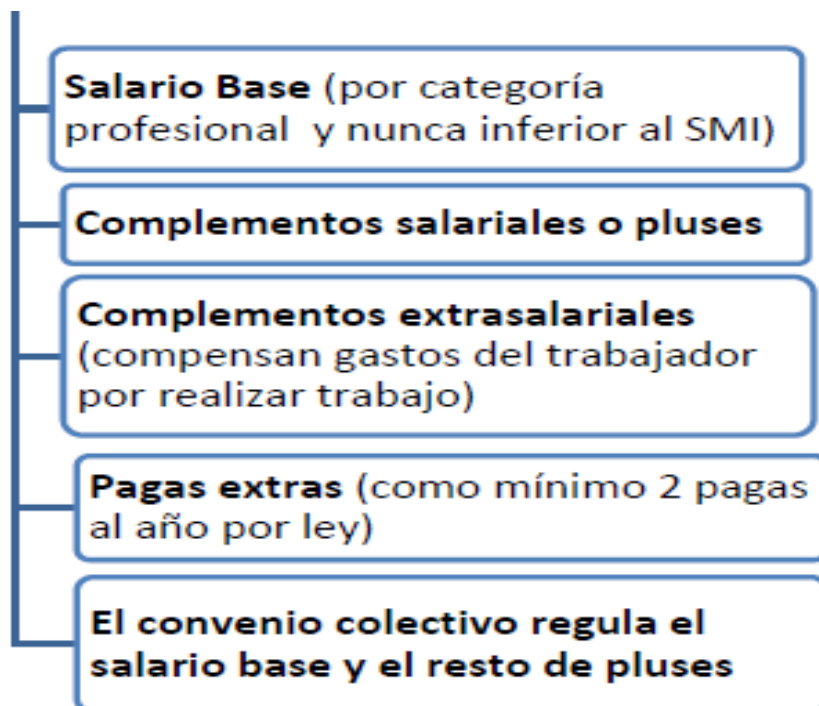 Salario Base (por categoría
profesional y nunca inferior al SMI)
Complementos salariales o pluses
Complementos extrasalariales
(compensan gastos del trabajador
por realizar trabajo)
Pagas extras (como mínimo 2 pagas
al año por ley)
El convenio colectivo regula el
salario base y el resto de pluses